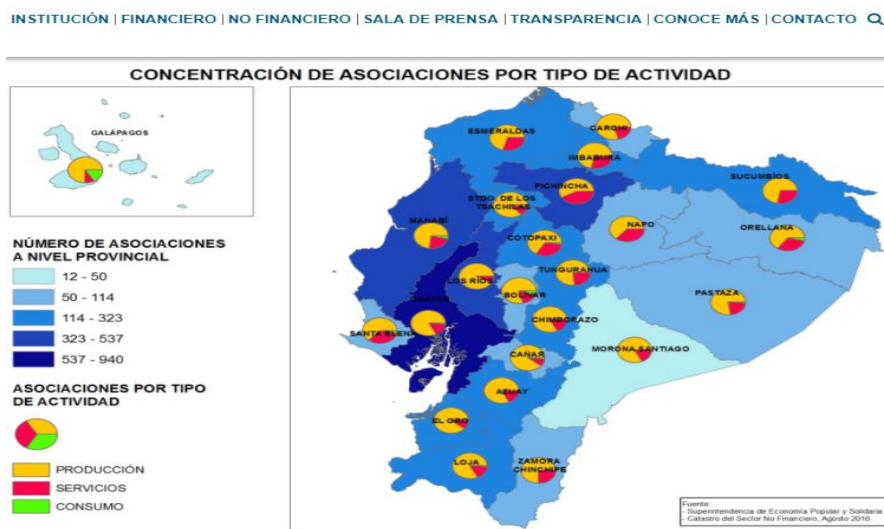 INSTITUCIÓN | FINANCIERO | NO FINANCIERO | SALA DE PRENSA | TRANSPARENCIA | CONOCE MÁS | CONTACTO
CONCENTRACIÓN DE ASOCIACIONES POR TIPO DE ACTIVIDAD
GALÁPAGOS
ESMERALDAS
CARCHI
IMBABURA
PICHINCHA
SUCUMBÍOS
STDO. DE LOS
TSACHILAS
MANABÍ
NAPO
ORELLANA
COTOPAXI
TUNGURAHUA
LOS RÍOS
BOLIVAR
PASTAZA
GUAYAS
SANTA ELENA
CHIMBORAZO
MORONA SANTIAGO
CAÑAR
AZUAY
EL ORO
LOJA
ZAMORA
CHINCHIPE
NÚMERO DE ASOCIACIONES
A NIVEL PROVINCIAL
12 - 50
50 - 114
114 - 323
323 - 537
537 - 940
ASOCIACIONES POR TIPO
DE ACTIVIDAD
PRODUCCIÓN
SERVICIOS
CONSUMO
Fuente:
- Superintendencia de Economía Popular y Solidaria.
- Catastro del Sector No Financiero, Agosto 2016.